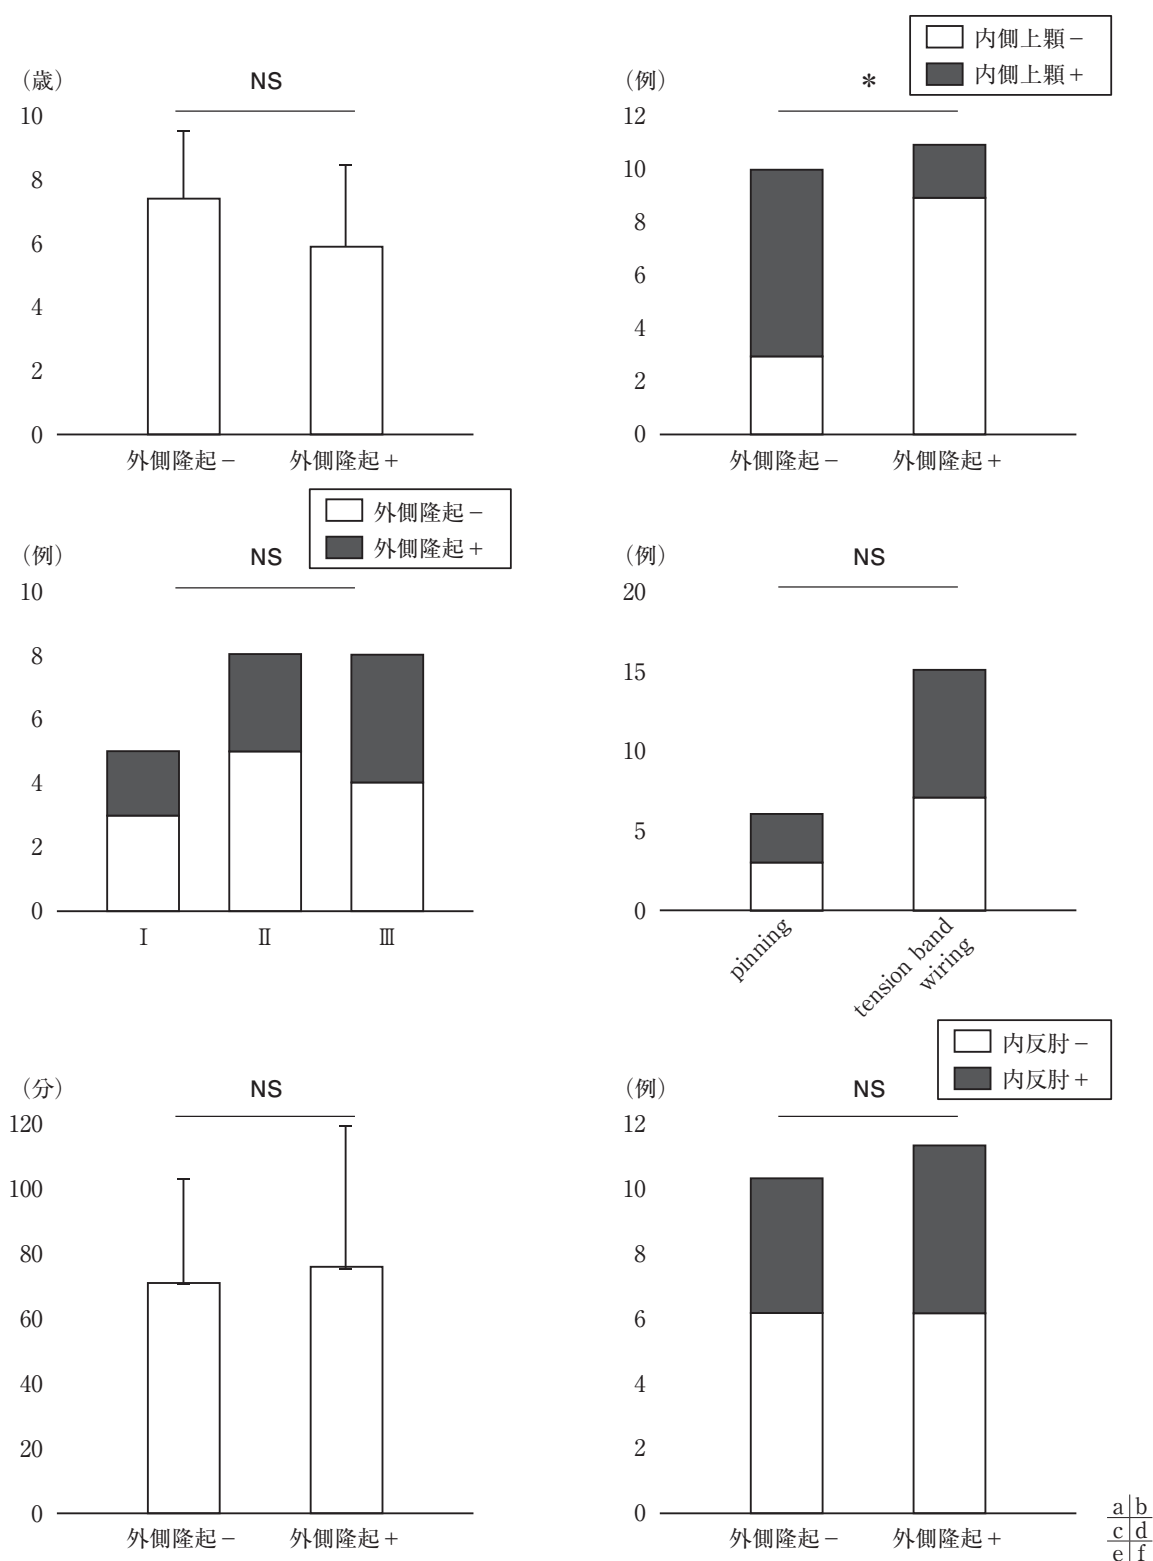 (歳)
NS
10
8
6
4
2
0
外側隆起−
外側隆起+
内側上顆−
内側上顆+
(例)
*
12
10
8
6
4
2
0
外側隆起−
外側隆起+
外側隆起−
外側隆起+
(例)
NS
10
8
6
4
2
0
Ⅰ
Ⅱ
Ⅲ
(例)
NS
20
15
10
5
0
pinning
tension band
wiring
(分)
NS
120
100
80
60
40
20
0
外側隆起−
外側隆起+
内反肘−
内反肘+
(例)
NS
12
10
8
6
4
2
0
外側隆起−
外側隆起+
a b
c d
e f